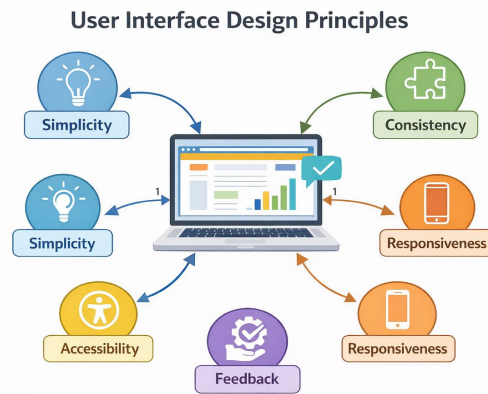 User Interface Design Principles
Simplicity
Consistency
1
1
Simplicity
Responsiveness
Accessibility
Responsiveness
Feedback